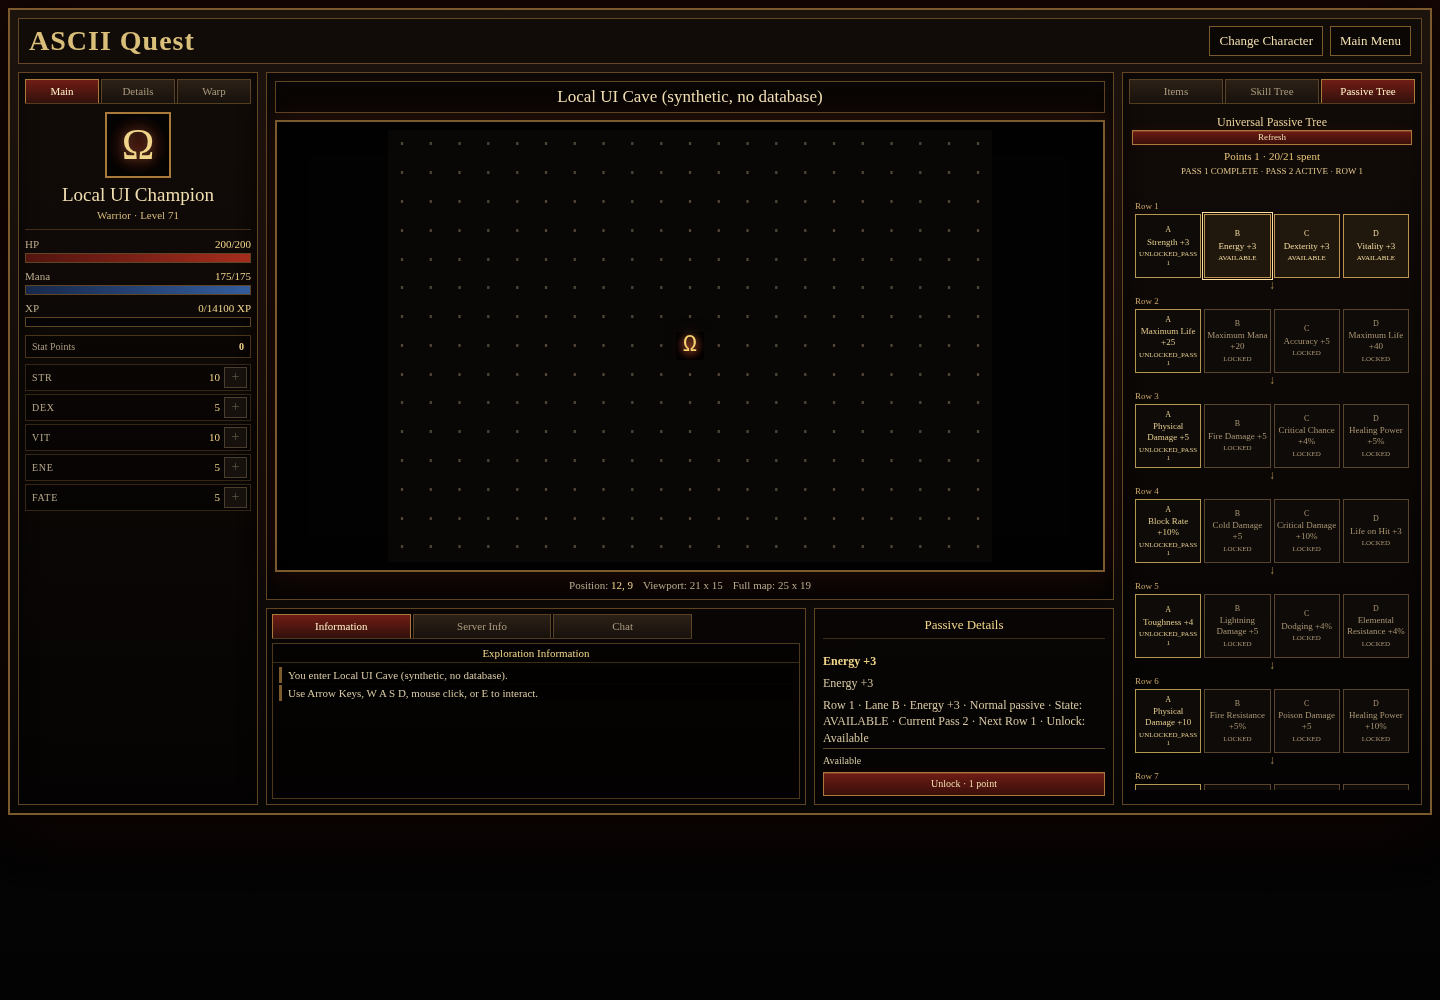 ASCII Quest
Change Character
Main Menu
Main
Details
Warp
Ω
Local UI Champion
Warrior · Level 71
HP 200/200
Mana 175/175
XP 0/14100 XP
Stat Points 0
STR 10 +
DEX 5 +
VIT 10 +
ENE 5 +
FATE 5 +
Local UI Cave (synthetic, no database)
Ω
Position: 12, 9 Viewport: 21 x 15 Full map: 25 x 19
Information
Server Info
Chat
Exploration Information
You enter Local UI Cave (synthetic, no database).
Use Arrow Keys, W A S D, mouse click, or E to interact.
Passive Details
Energy +3
Energy +3
Row 1 · Lane B · Energy +3 · Normal passive · State:
AVAILABLE · Current Pass 2 · Next Row 1 · Unlock:
Available
Available
Unlock · 1 point
Items
Skill Tree
Passive Tree
Universal Passive Tree
Refresh
Points 1 · 20/21 spent
PASS 1 COMPLETE · PASS 2 ACTIVE · ROW 1
Row 1
A
Strength +3
UNLOCKED_PASS
1
B
Energy +3
AVAILABLE
C
Dexterity +3
AVAILABLE
D
Vitality +3
AVAILABLE
↓
Row 2
A
Maximum Life
+25
UNLOCKED_PASS
1
B
Maximum Mana
+20
LOCKED
C
Accuracy +5
LOCKED
D
Maximum Life
+40
LOCKED
↓
Row 3
A
Physical
Damage +5
UNLOCKED_PASS
1
B
Fire Damage +5
LOCKED
C
Critical Chance
+4%
LOCKED
D
Healing Power
+5%
LOCKED
↓
Row 4
A
Block Rate
+10%
UNLOCKED_PASS
1
B
Cold Damage
+5
LOCKED
C
Critical Damage
+10%
LOCKED
D
Life on Hit +3
LOCKED
↓
Row 5
A
Toughness +4
UNLOCKED_PASS
1
B
Lightning
Damage +5
LOCKED
C
Dodging +4%
LOCKED
D
Elemental
Resistance +4%
LOCKED
↓
Row 6
A
Physical
Damage +10
UNLOCKED_PASS
1
B
Fire Resistance
+5%
LOCKED
C
Poison Damage
+5
LOCKED
D
Healing Power
+10%
LOCKED
↓
Row 7